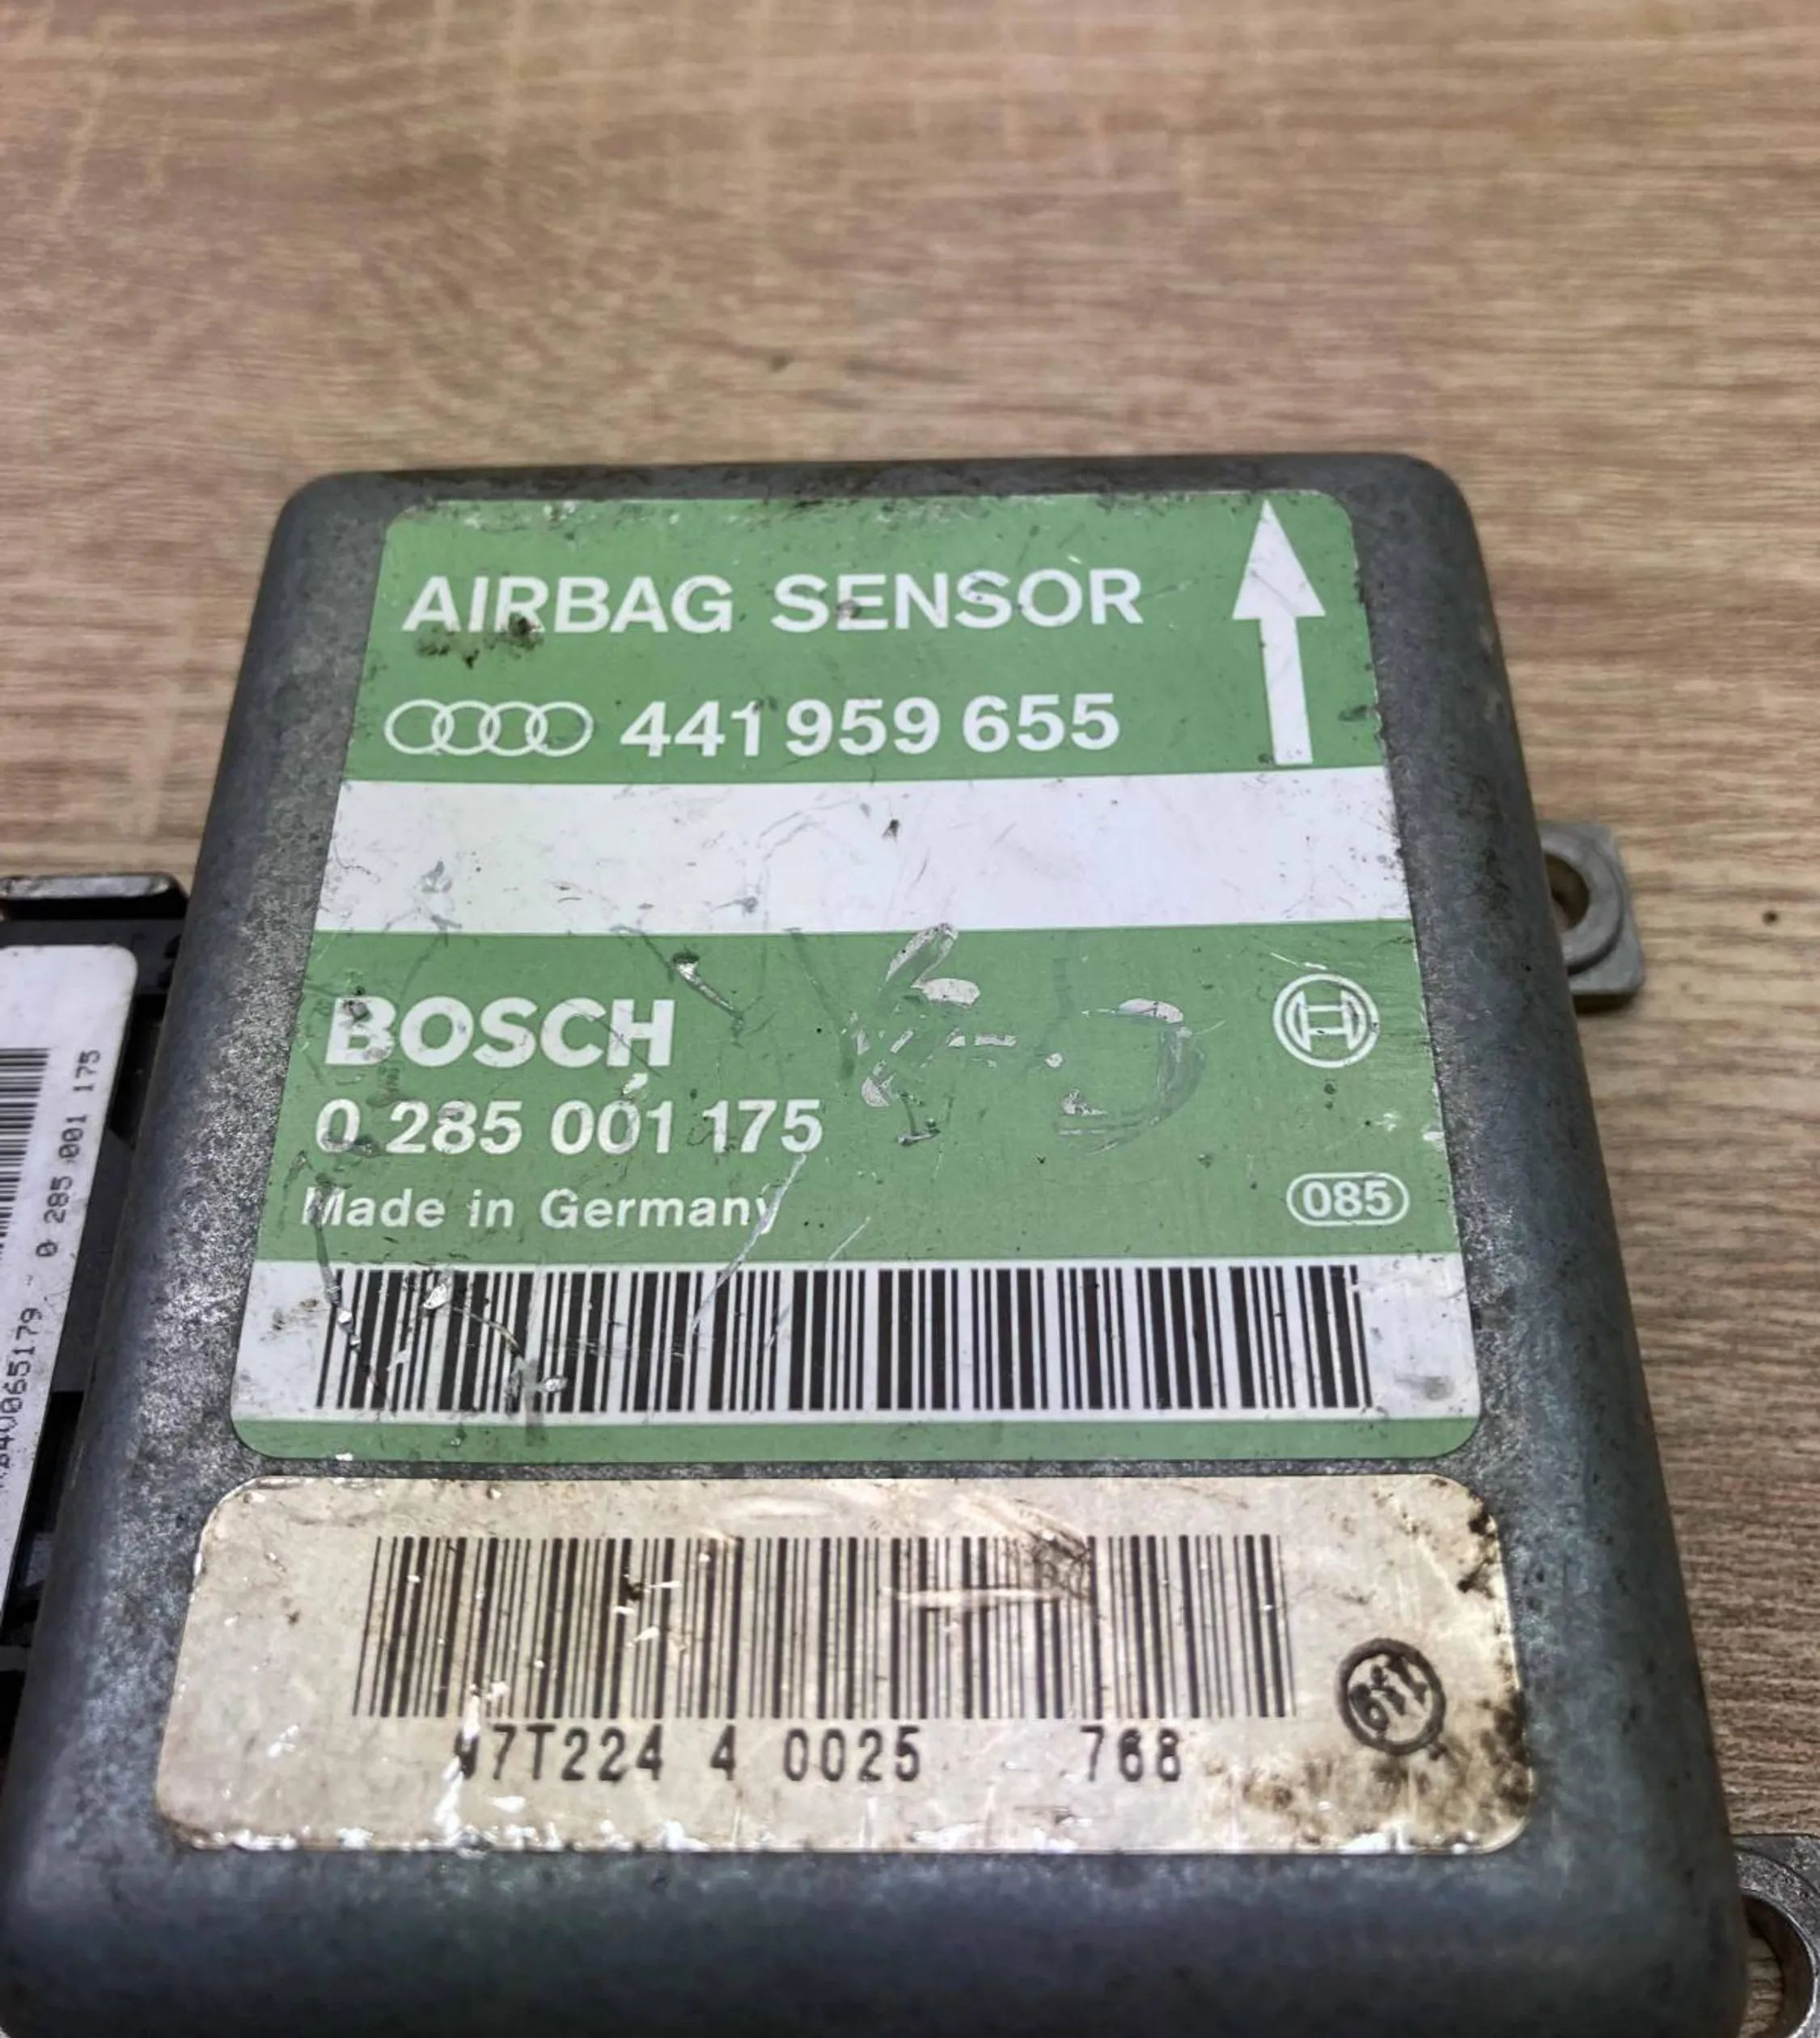 AIRBAG SENSOR
441 959 655
BOSCH
0 285 001 175
Made in Germany
085
7T224 4 0025 768
0 285 001 175